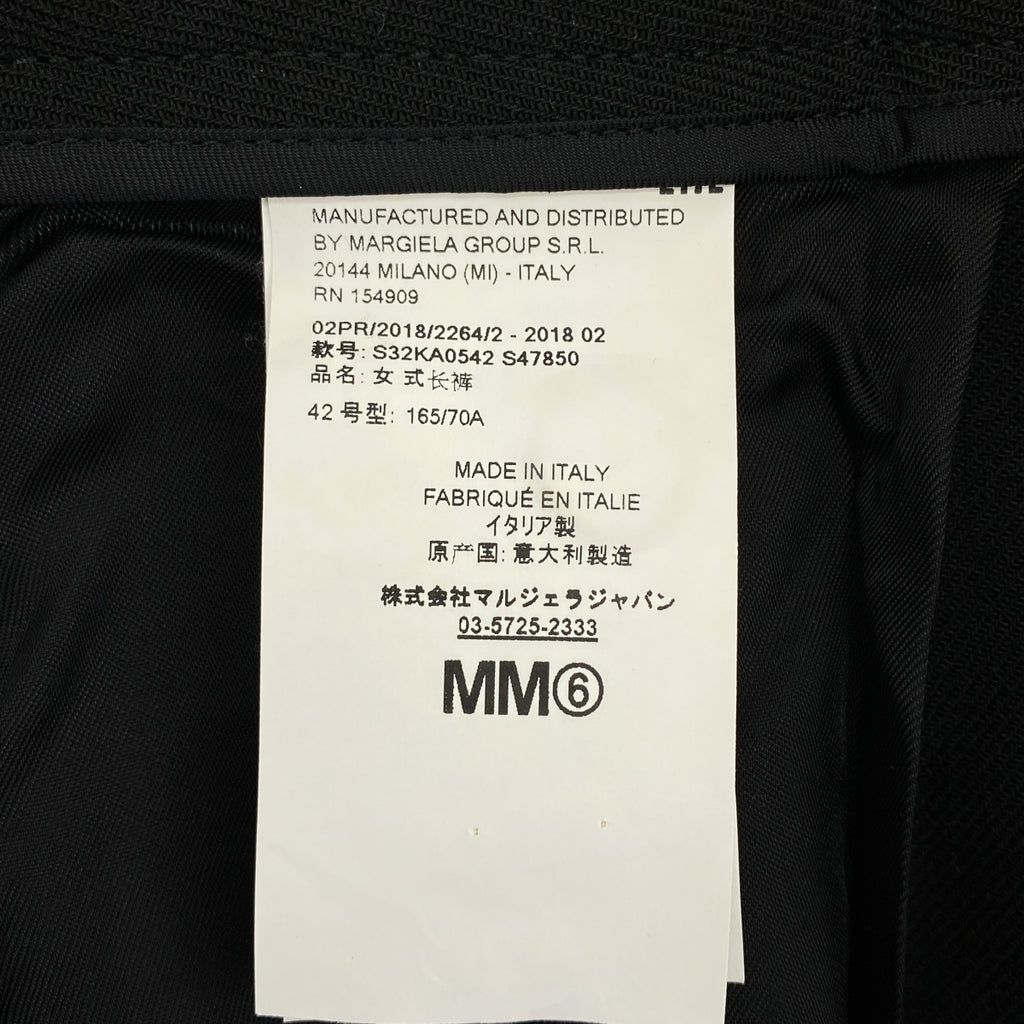 MANUFACTURED AND DISTRIBUTED
BY MARGIELA GROUP S.R.L.
20144 MILANO (MI) - ITALY
RN 154909
02PR/2018/2264/2 - 2018 02
款号: S32KA0542 S47850
品名: 女 式长裤
42 号型: 165/70A
MADE IN ITALY
FABRIQUÉ EN ITALIE
イタリア製
原产国: 意大利製造
株式会社マルジェラジャパン
03-5725-2333
MM⑥